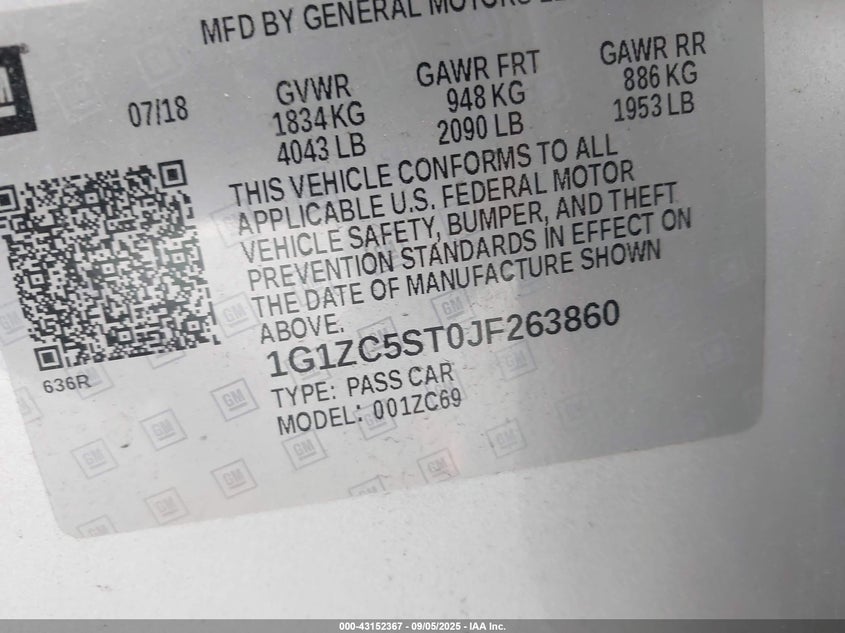 MFD BY GENERAL MOTORS
07/18
GVWR
1834 KG
4043 LB
GAWR FRT
948 KG
2090 LB
GAWR RR
886 KG
1953 LB
THIS VEHICLE CONFORMS TO ALL
APPLICABLE U.S. FEDERAL MOTOR
VEHICLE SAFETY, BUMPER, AND THEFT
PREVENTION STANDARDS IN EFFECT ON
THE DATE OF MANUFACTURE SHOWN
ABOVE.
1G1ZC5ST0JF263860
TYPE: PASS CAR
MODEL: 001ZC69
636R
GM
000-43152367 - 09/05/2025 - IAA Inc.